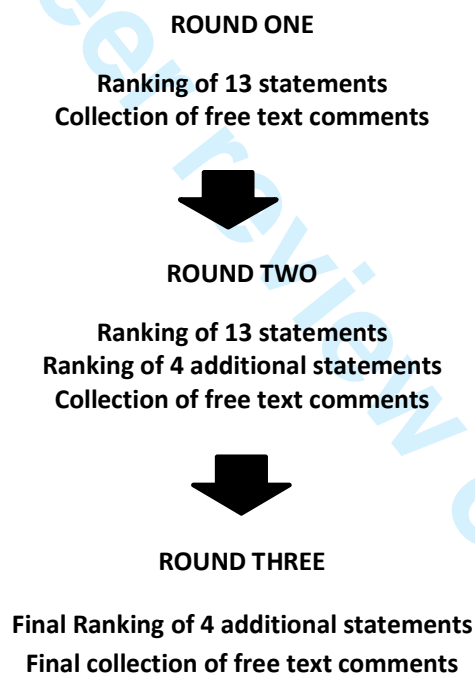 ROUND ONE
Ranking of 13 statements
Collection of free text comments
ROUND TWO
Ranking of 13 statements
Ranking of 4 additional statements
Collection of free text comments
ROUND THREE
Final Ranking of 4 additional statements
Final collection of free text comments